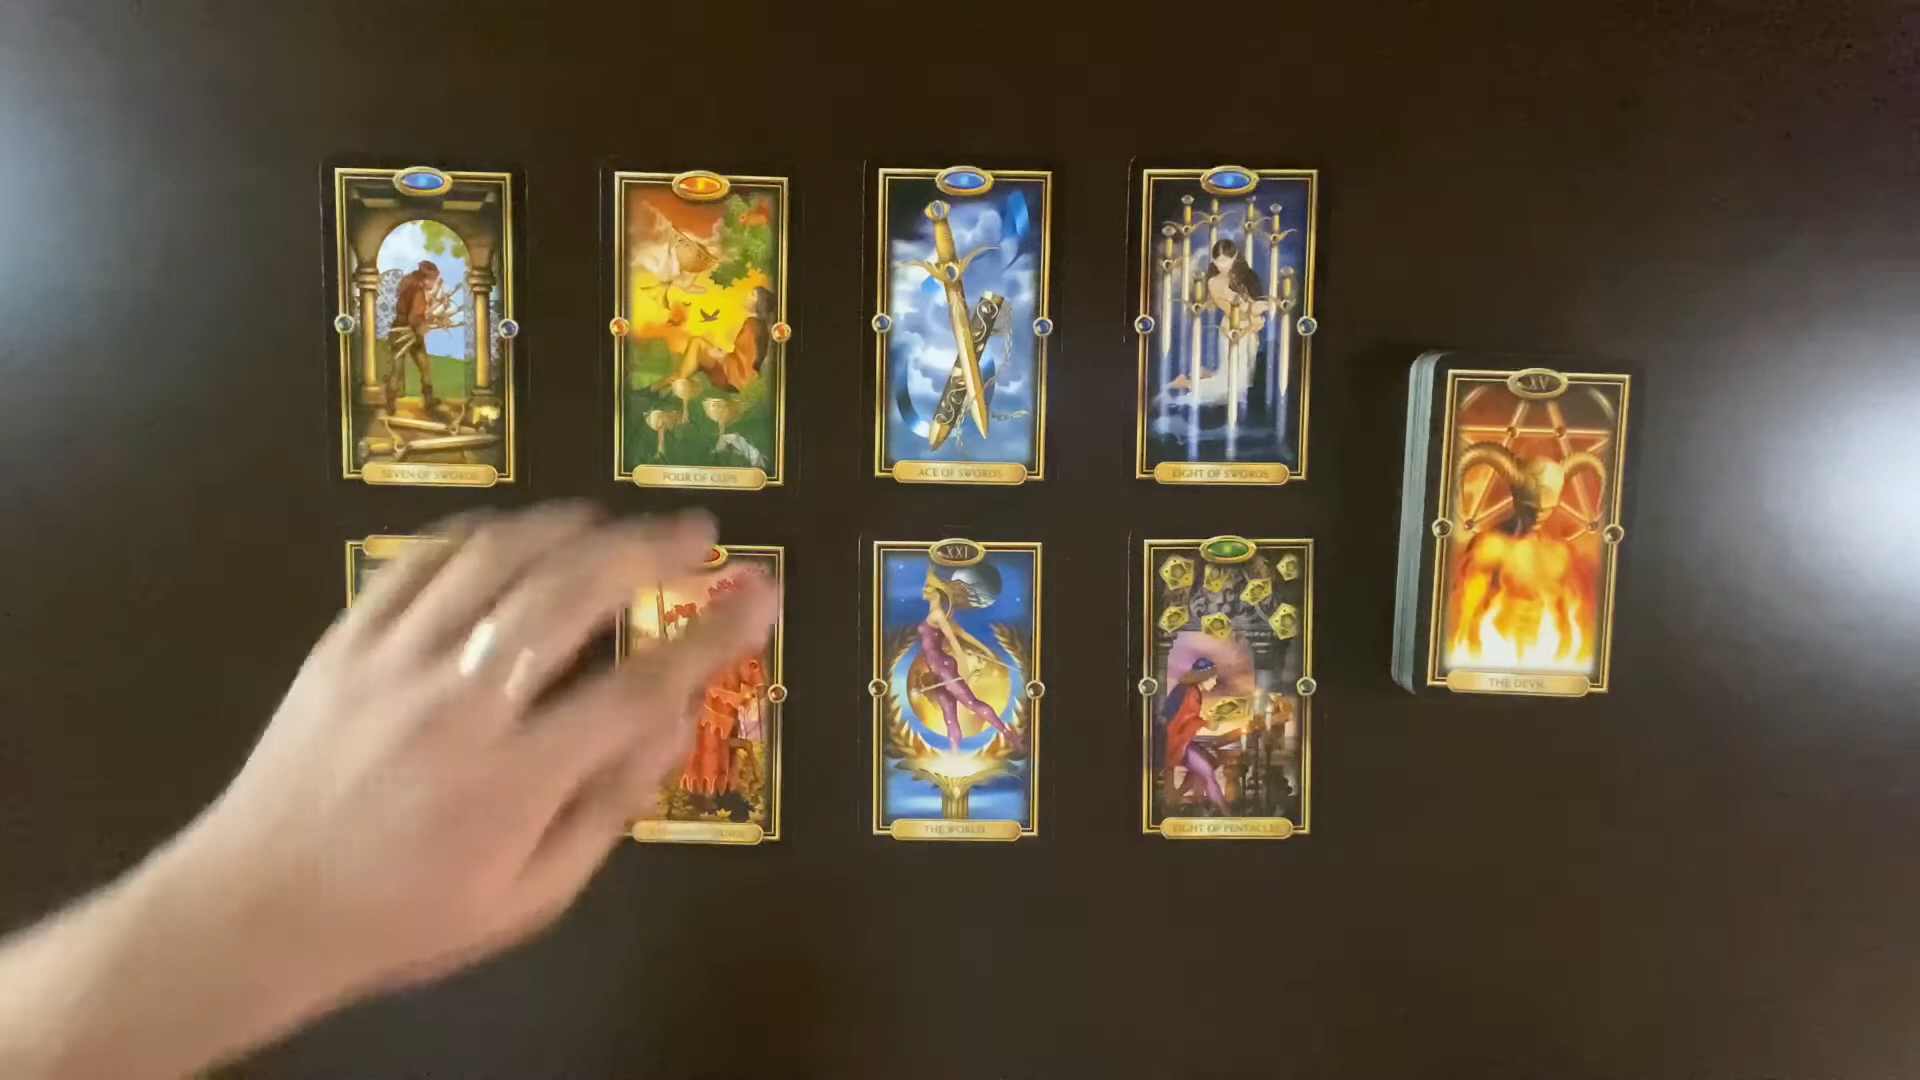 SEVEN OF SWORDS
FOUR OF CUPS
ACE OF SWORDS
EIGHT OF SWORDS
XV
THE DEVIL
XXI
THE WORLD
EIGHT OF PENTACLES